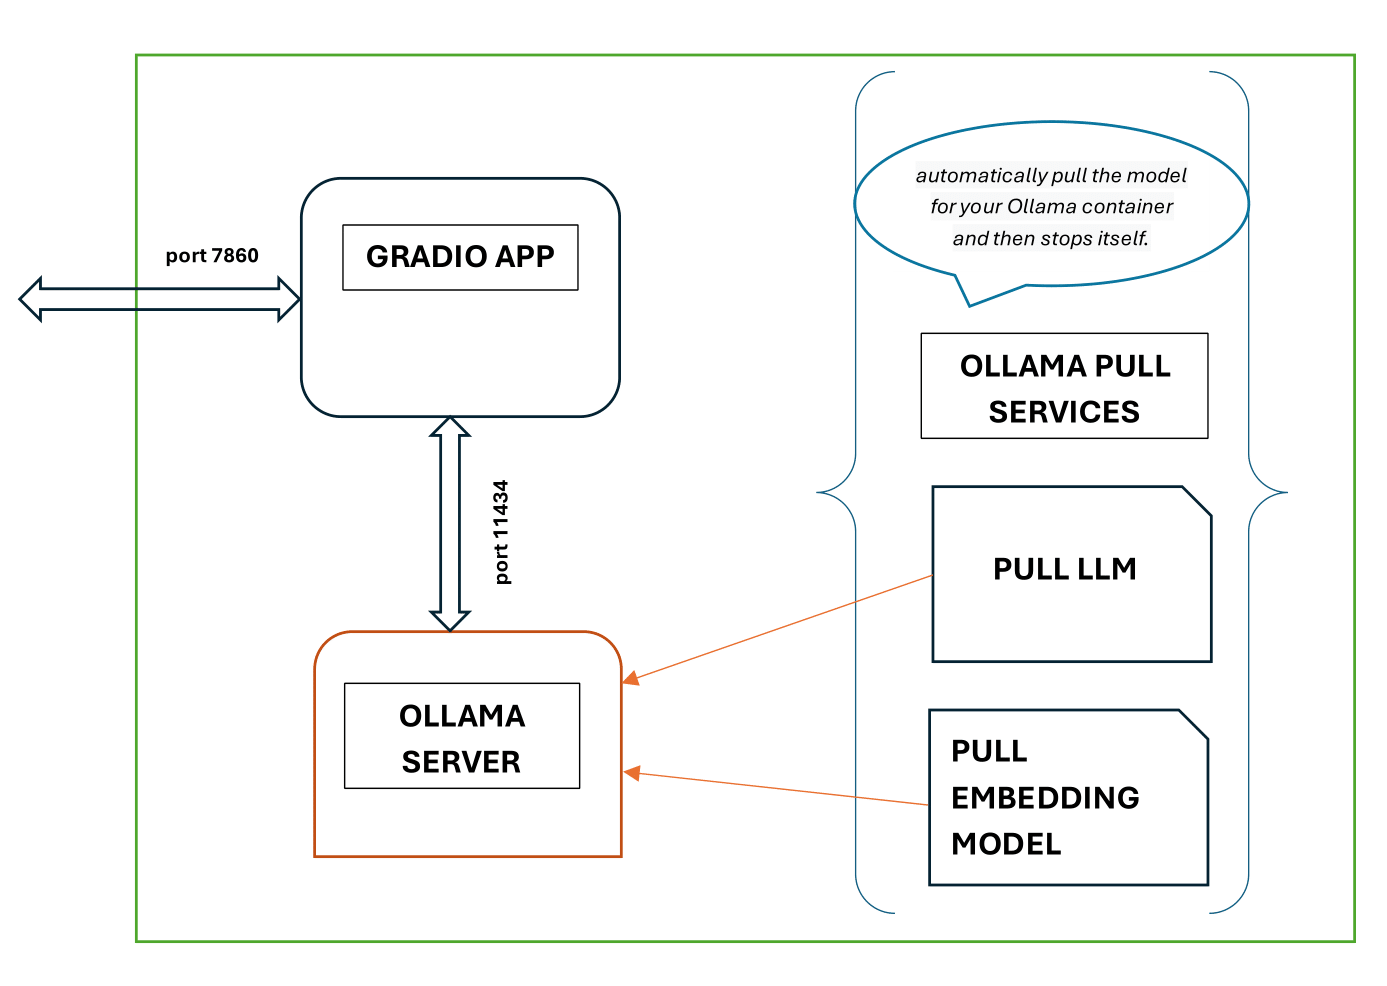 port 7860
GRADIO APP
port 11434
OLLAMA
SERVER
automatically pull the model
for your Ollama container
and then stops itself.
OLLAMA PULL
SERVICES
PULL LLM
PULL
EMBEDDING
MODEL